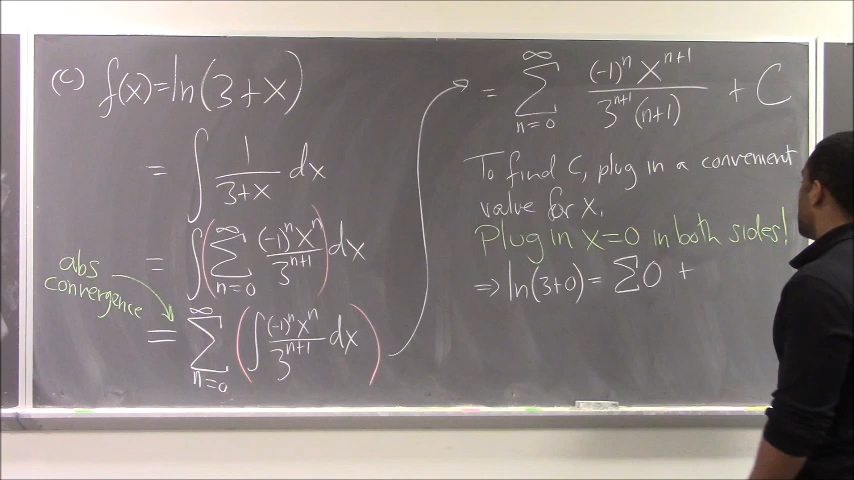 (c) f(x)=ln(3+x)
= ∫ 1/(3+x) dx
= ∫ (∑_{n=0}^{∞} (-1)^n x^n / 3^{n+1}) dx
abs convergence
= ∑_{n=0}^{∞} (∫ (-1)^n x^n / 3^{n+1} dx)
= ∑_{n=0}^{∞} (-1)^n x^{n+1} / 3^{n+1} (n+1) + C
To find C, plug in a convenient
value for x.
Plug in x=0 in both sides!
⇒ ln(3+0) = ∑0 +